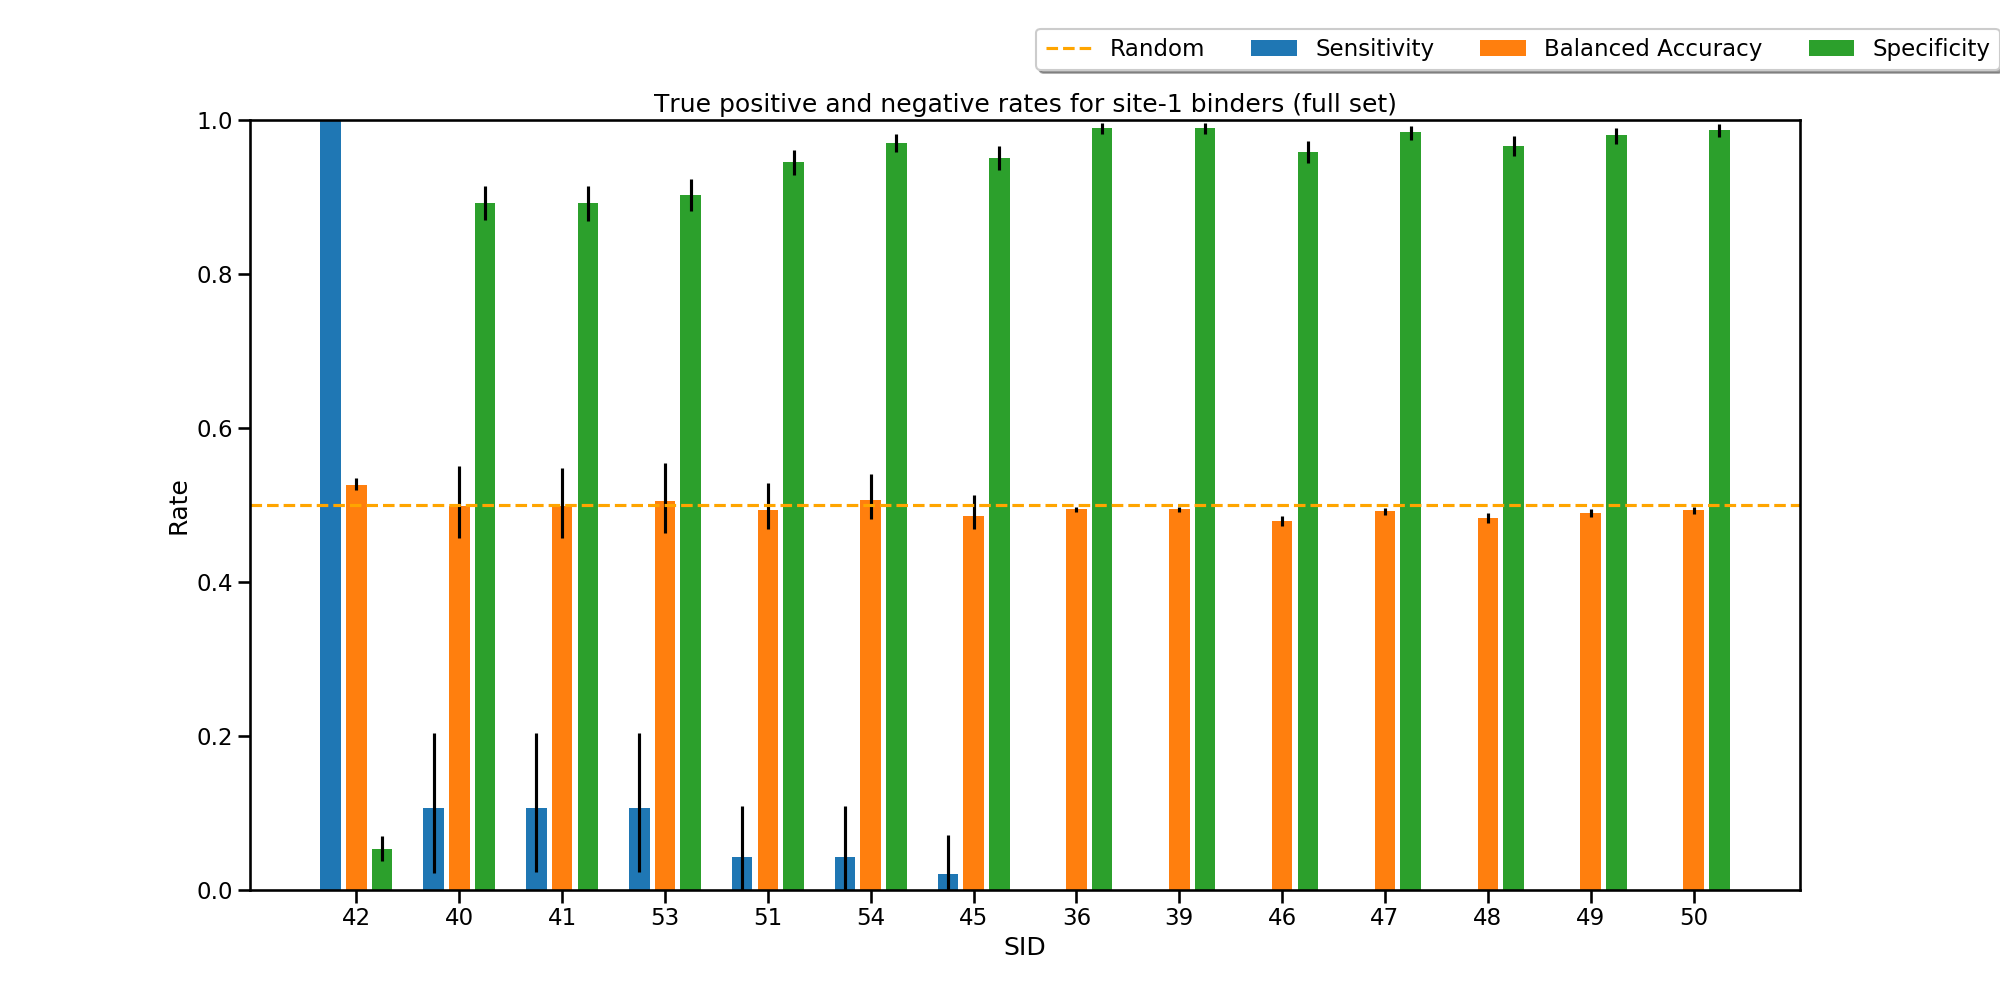 Random Sensitivity Balanced Accuracy Specificity
True positive and negative rates for site-1 binders (full set)
1.0
0.8
0.6
0.4
0.2
0.0
Rate
42 40 41 53 51 54 45 36 39 46 47 48 49 50
SID